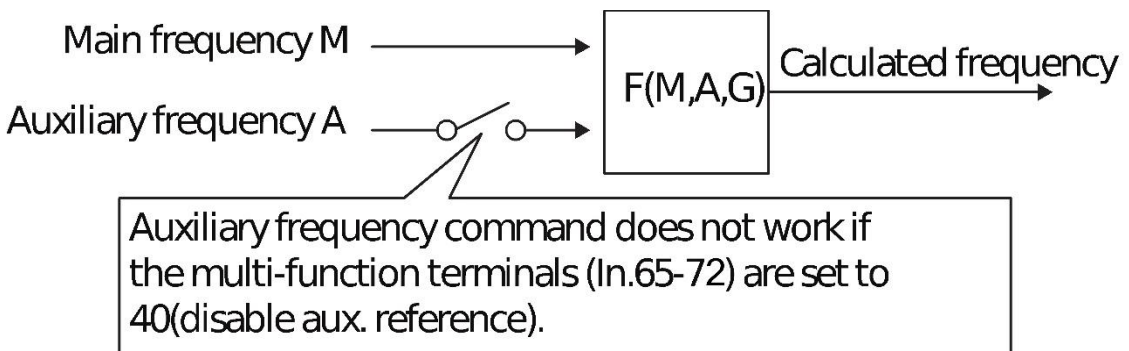 Main frequency M
Auxiliary frequency A
F(M,A,G)
Calculated frequency
Auxiliary frequency command does not work if
the multi-function terminals (In.65-72) are set to
40(disable aux. reference).